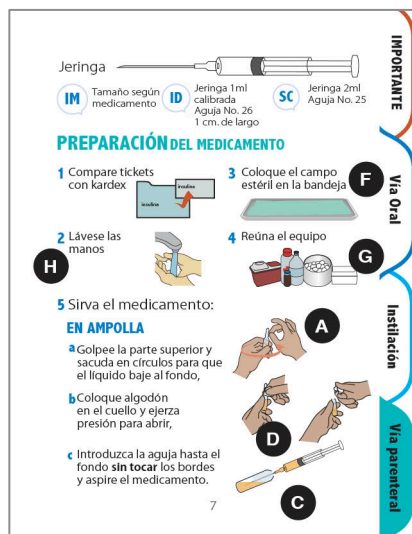 Jeringa
IM
Tamaño según
medicamento
ID
Jeringa 1ml
calibrada
Aguja No. 26
1 cm. de largo
SC
Jeringa 2ml
Aguja No. 25
PREPARACIÓN DEL MEDICAMENTO
1 Compare tickets
con kardex
insulina
insulina
3 Coloque el campo
estéril en la bandeja
F
2 Lávese las
manos
H
4 Reúna el equipo
G
5 Sirva el medicamento:
EN AMPOLLA
a Golpee la parte superior y
sacuda en círculos para que
el líquido baje al fondo,
A
b Coloque algodón
en el cuello y ejerza
presión para abrir,
D
c Introduzca la aguja hasta el
fondo sin tocar los bordes
y aspire el medicamento.
C
7
IMPORTANTE
Vía Oral
Instilación
Vía parenteral